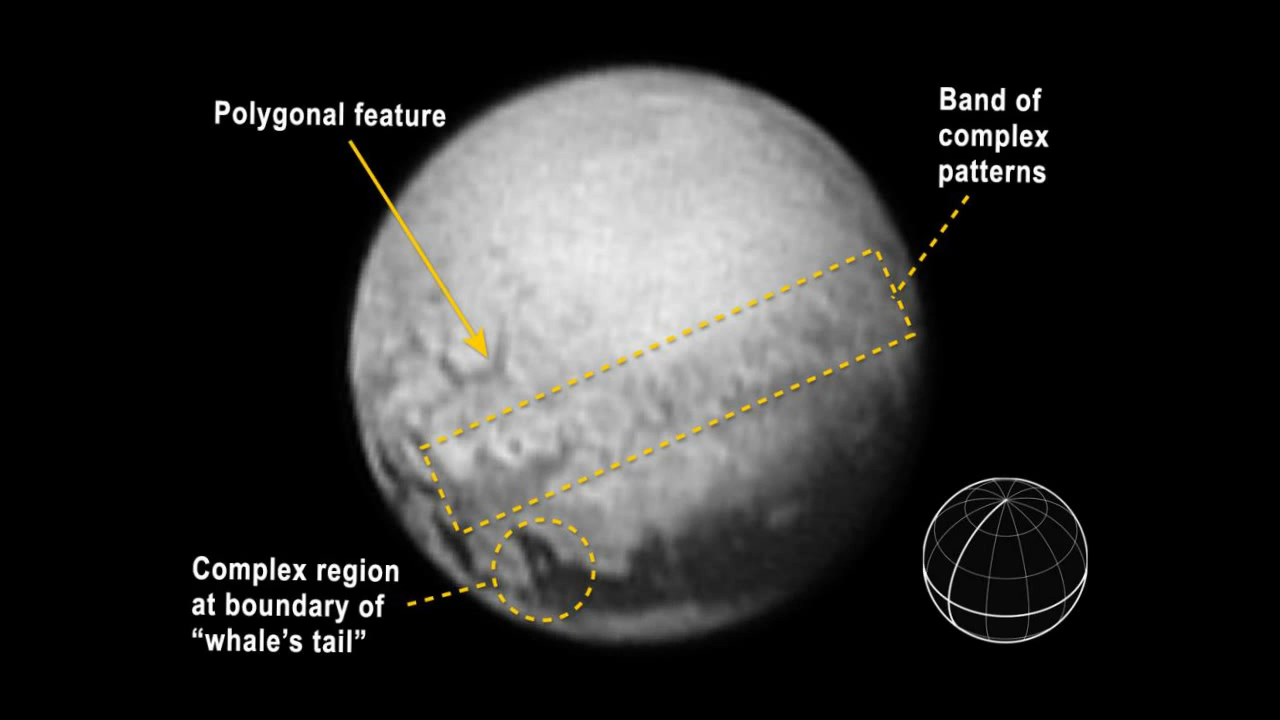 Polygonal feature
Band of
complex
patterns
Complex region
at boundary of
“whale’s tail”